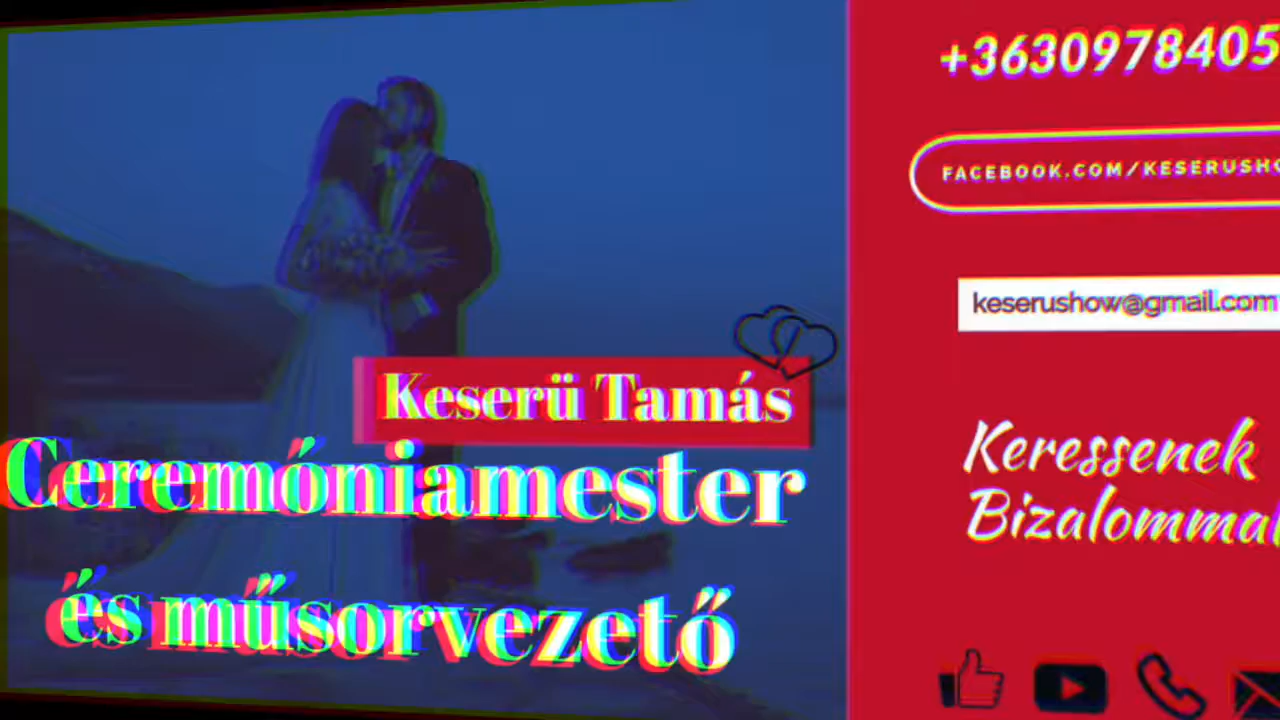 Keserü Tamás
Ceremóniamester
és műsorvezető
+3630978405
FACEBOOK.COM/KESERUSHO
keserushow@gmail.com
Keressenek
Bizalommal